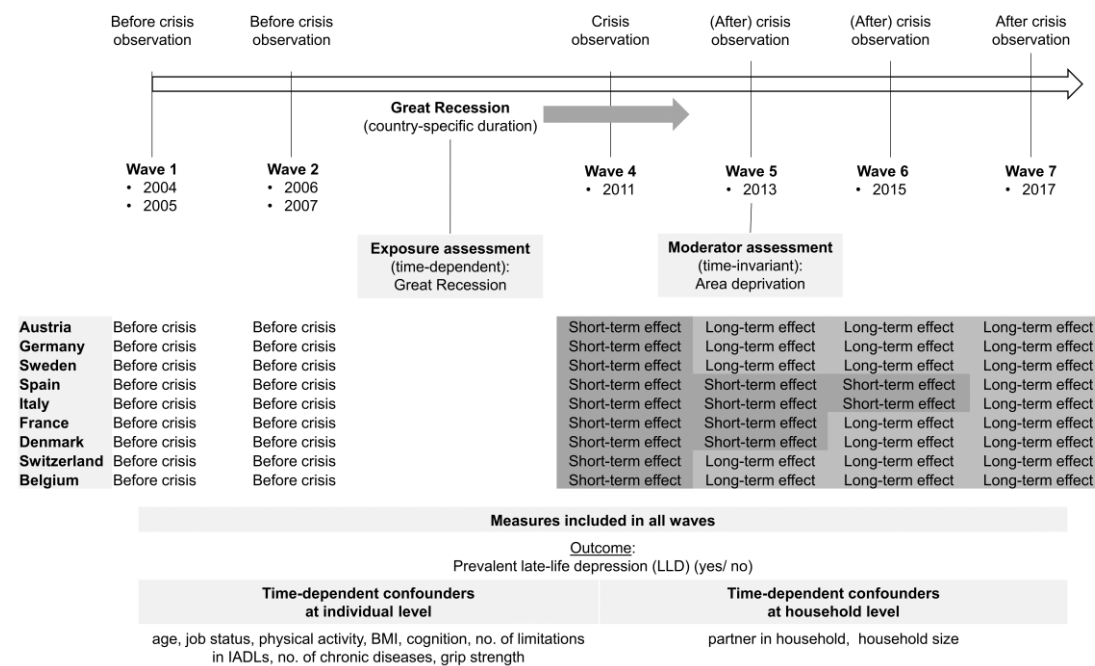 Before crisis observation
Before crisis observation
Crisis observation
(After) crisis observation
(After) crisis observation
After crisis observation
Great Recession
(country-specific duration)
Wave 1
• 2004
• 2005
Wave 2
• 2006
• 2007
Wave 4
• 2011
Wave 5
• 2013
Wave 6
• 2015
Wave 7
• 2017
Exposure assessment
(time-dependent):
Great Recession
Moderator assessment
(time-invariant):
Area deprivation
Austria Before crisis Before crisis Short-term effect Long-term effect Long-term effect Long-term effect
Germany Before crisis Before crisis Short-term effect Long-term effect Long-term effect Long-term effect
Sweden Before crisis Before crisis Short-term effect Long-term effect Long-term effect Long-term effect
Spain Before crisis Before crisis Short-term effect Short-term effect Short-term effect Long-term effect
Italy Before crisis Before crisis Short-term effect Short-term effect Short-term effect Long-term effect
France Before crisis Before crisis Short-term effect Short-term effect Long-term effect Long-term effect
Denmark Before crisis Before crisis Short-term effect Short-term effect Long-term effect Long-term effect
Switzerland Before crisis Before crisis Short-term effect Long-term effect Long-term effect Long-term effect
Belgium Before crisis Before crisis Short-term effect Long-term effect Long-term effect Long-term effect
Measures included in all waves
Outcome:
Prevalent late-life depression (LLD) (yes/ no)
Time-dependent confounders
at individual level
age, job status, physical activity, BMI, cognition, no. of limitations
in IADLs, no. of chronic diseases, grip strength
Time-dependent confounders
at household level
partner in household, household size